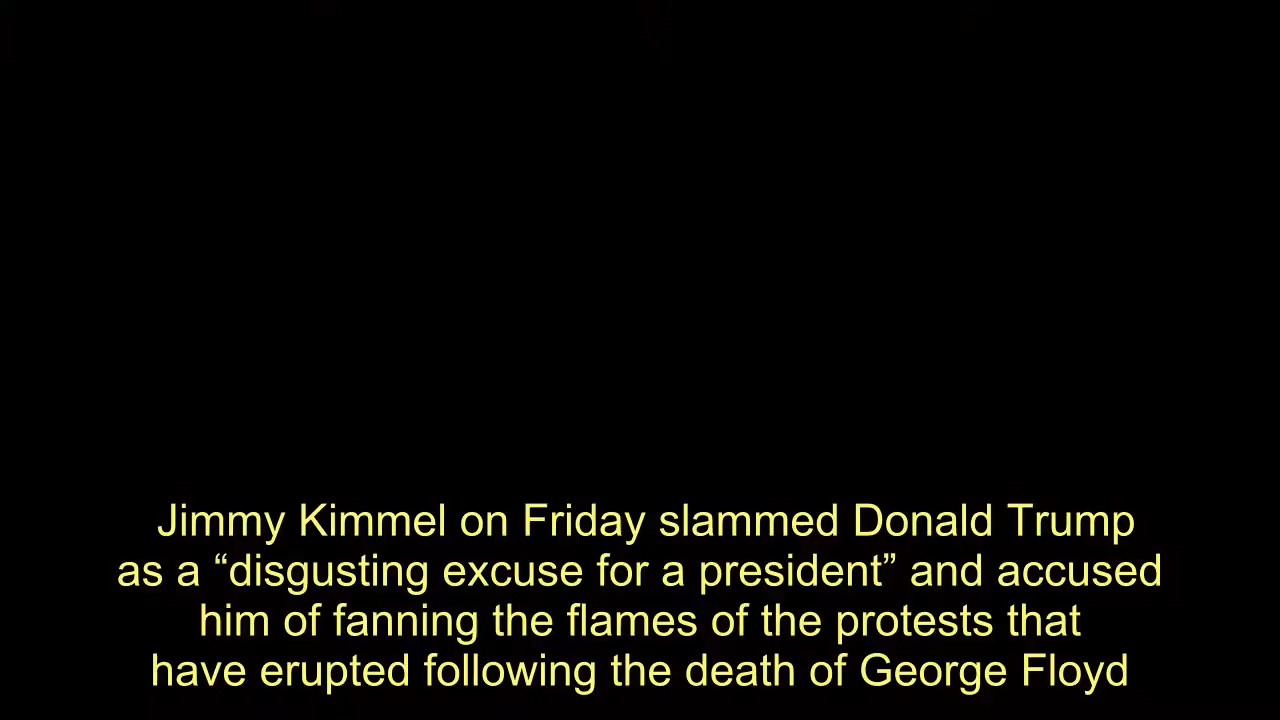 Jimmy Kimmel on Friday slammed Donald Trump
as a “disgusting excuse for a president” and accused
him of fanning the flames of the protests that
have erupted following the death of George Floyd